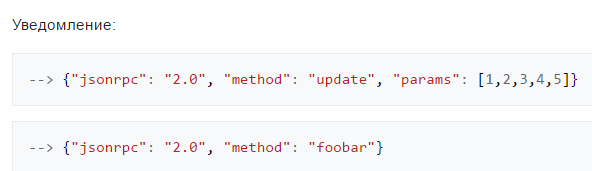 Уведомление:
--> {"jsonrpc": "2.0", "method": "update", "params": [1,2,3,4,5]}
--> {"jsonrpc": "2.0", "method": "foobar"}